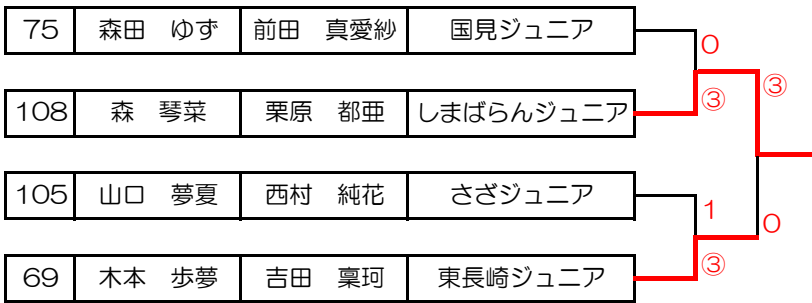 75 森田 ゆず 前田 真愛紗 国見ジュニア
0
③
108 森 琴菜 栗原 都亜 しまばらんジュニア
③
105 山口 夢夏 西村 純花 さざジュニア
1
0
69 木本 歩夢 吉田 稟珂 東長崎ジュニア
③